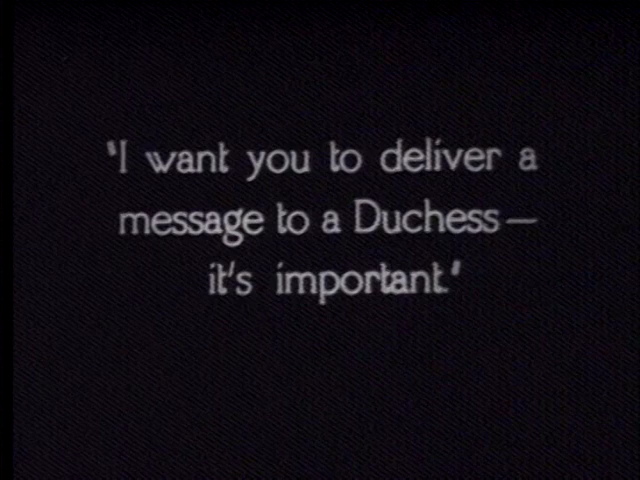 "I want you to deliver a
message to a Duchess—
it's important."